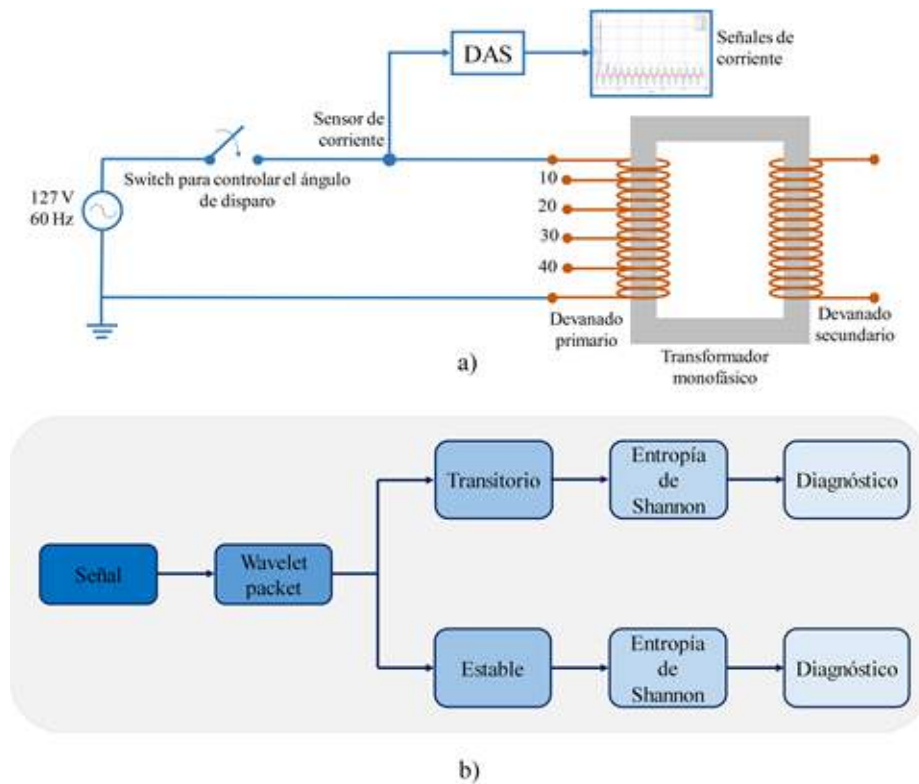 DAS
Señales de
corriente
Sensor de
corriente
Switch para controlar el ángulo
de disparo
127 V
60 Hz
10
20
30
40
Devanado
primario
Devanado
secundario
Transformador
monofásico
a)
Señal
Wavelet
packet
Transitorio
Entropía
de
Shannon
Diagnóstico
Estable
Entropía
de
Shannon
Diagnóstico
b)